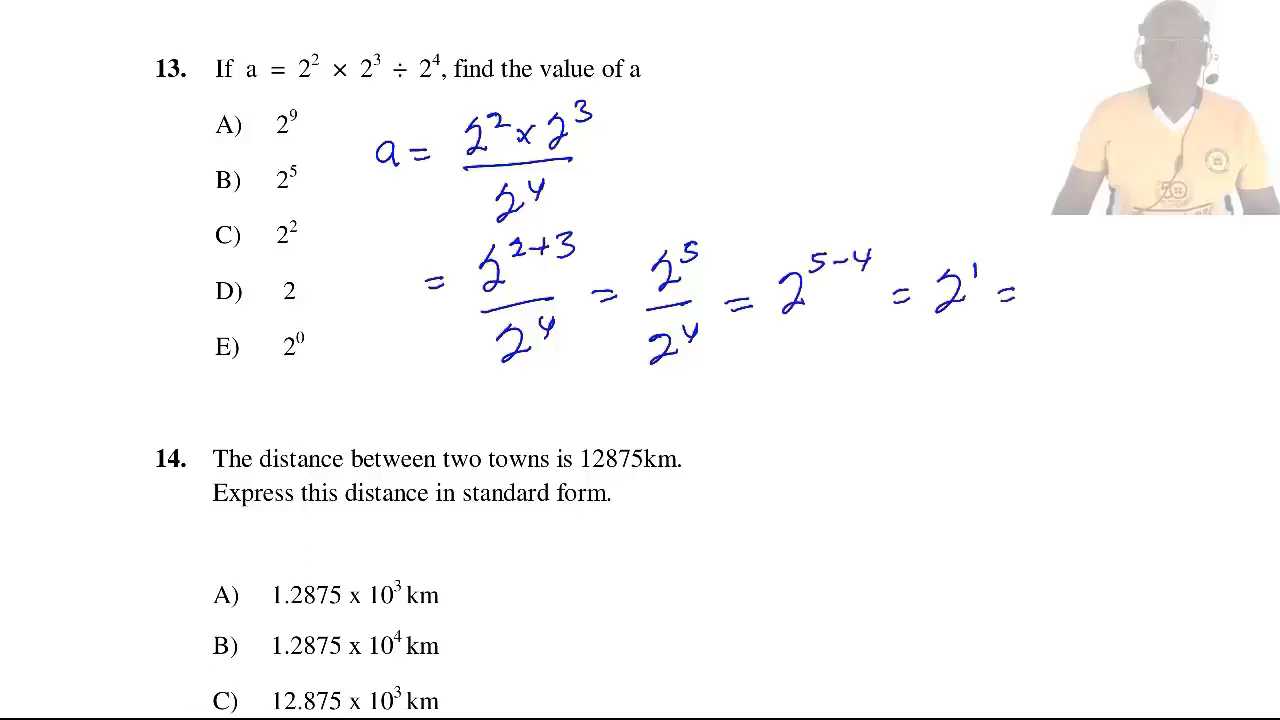 13. If a = 2² × 2³ ÷ 2⁴, find the value of a
A) 2⁹
B) 2⁵
C) 2²
D) 2
E) 2⁰
a = 2² × 2³ / 2⁴
= 2²⁺³ / 2⁴ = 2⁵ / 2⁴ = 2⁵⁻⁴ = 2¹ =
14. The distance between two towns is 12875km.
Express this distance in standard form.
A) 1.2875 x 10³ km
B) 1.2875 x 10⁴ km
C) 12.875 x 10³ km
50